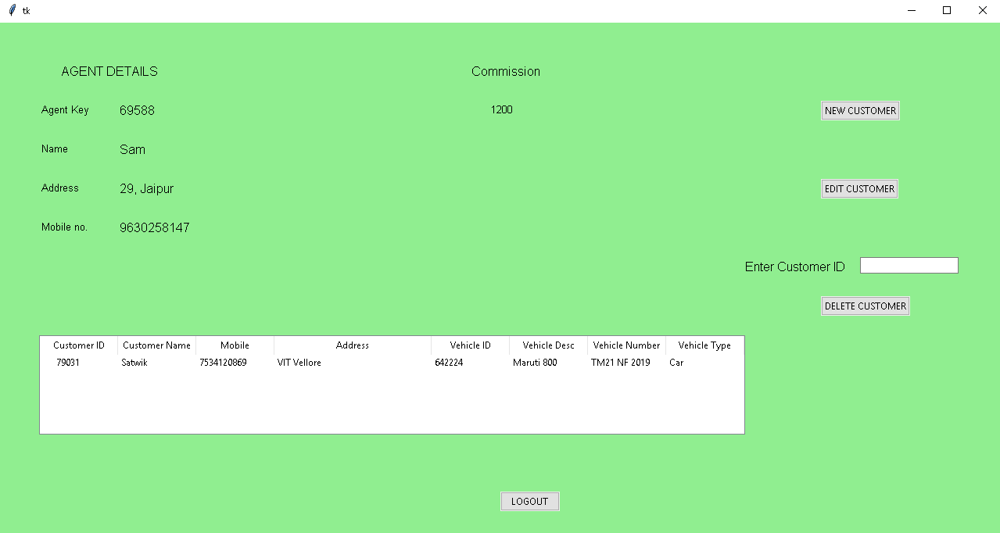 tk
AGENT DETAILS Commission
Agent Key 69588 1200 NEW CUSTOMER
Name Sam
Address 29, Jaipur EDIT CUSTOMER
Mobile no. 9630258147
Enter Customer ID
DELETE CUSTOMER
Customer ID Customer Name Mobile Address Vehicle ID Vehicle Desc Vehicle Number Vehicle Type
79031 Satwik 7534120869 VIT Vellore 642224 Maruti 800 TM21 NF 2019 Car
LOGOUT